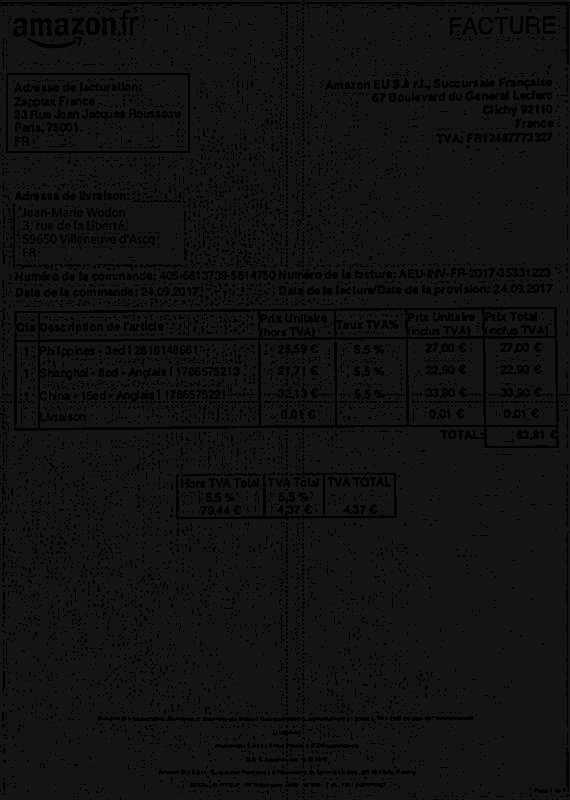 amazon.fr
FACTURE
Adresse de facturation:
Zapptax France
23 Rue Jean Jacques Rousseau
Paris, 75001
FR
Amazon EU S.à r.l., Succursale Française
67 Boulevard du General Leclerc
Clichy 92110
France
TVA: FR12487773327
Adresse de livraison:
Jean-Marie Wodon
3, rue de la Liberté,
59650 Villeneuve d'Ascq
FR
Numéro de la commande: 405-6613739-5614750 Numéro de la facture: AEU-INV-FR-2017-35331223
Date de la commande: 24.09.2017 Date de la facture/Date de la provision: 24.09.2017
Qté Description de l'article Prix Unitaire (hors TVA) Taux TVA% Prix Unitaire (inclus TVA) Prix Total (inclus TVA)
1 Philippines - 3ed | 2816148661 25,59 € 5,5 % 27,00 € 27,00 €
1 Shanghai - 8ed - Anglais | 1786575213 21,71 € 5,5 % 22,90 € 22,90 €
1 China - 15ed - Anglais | 1786575221 32,13 € 5,5 % 33,90 € 33,90 €
Livraison 0,01 € 0,01 € 0,01 €
TOTAL: 83,81 €
Hors TVA Total TVA Total TVA TOTAL
5,5 % 5,5 %
79,44 € 4,37 € 4,37 €